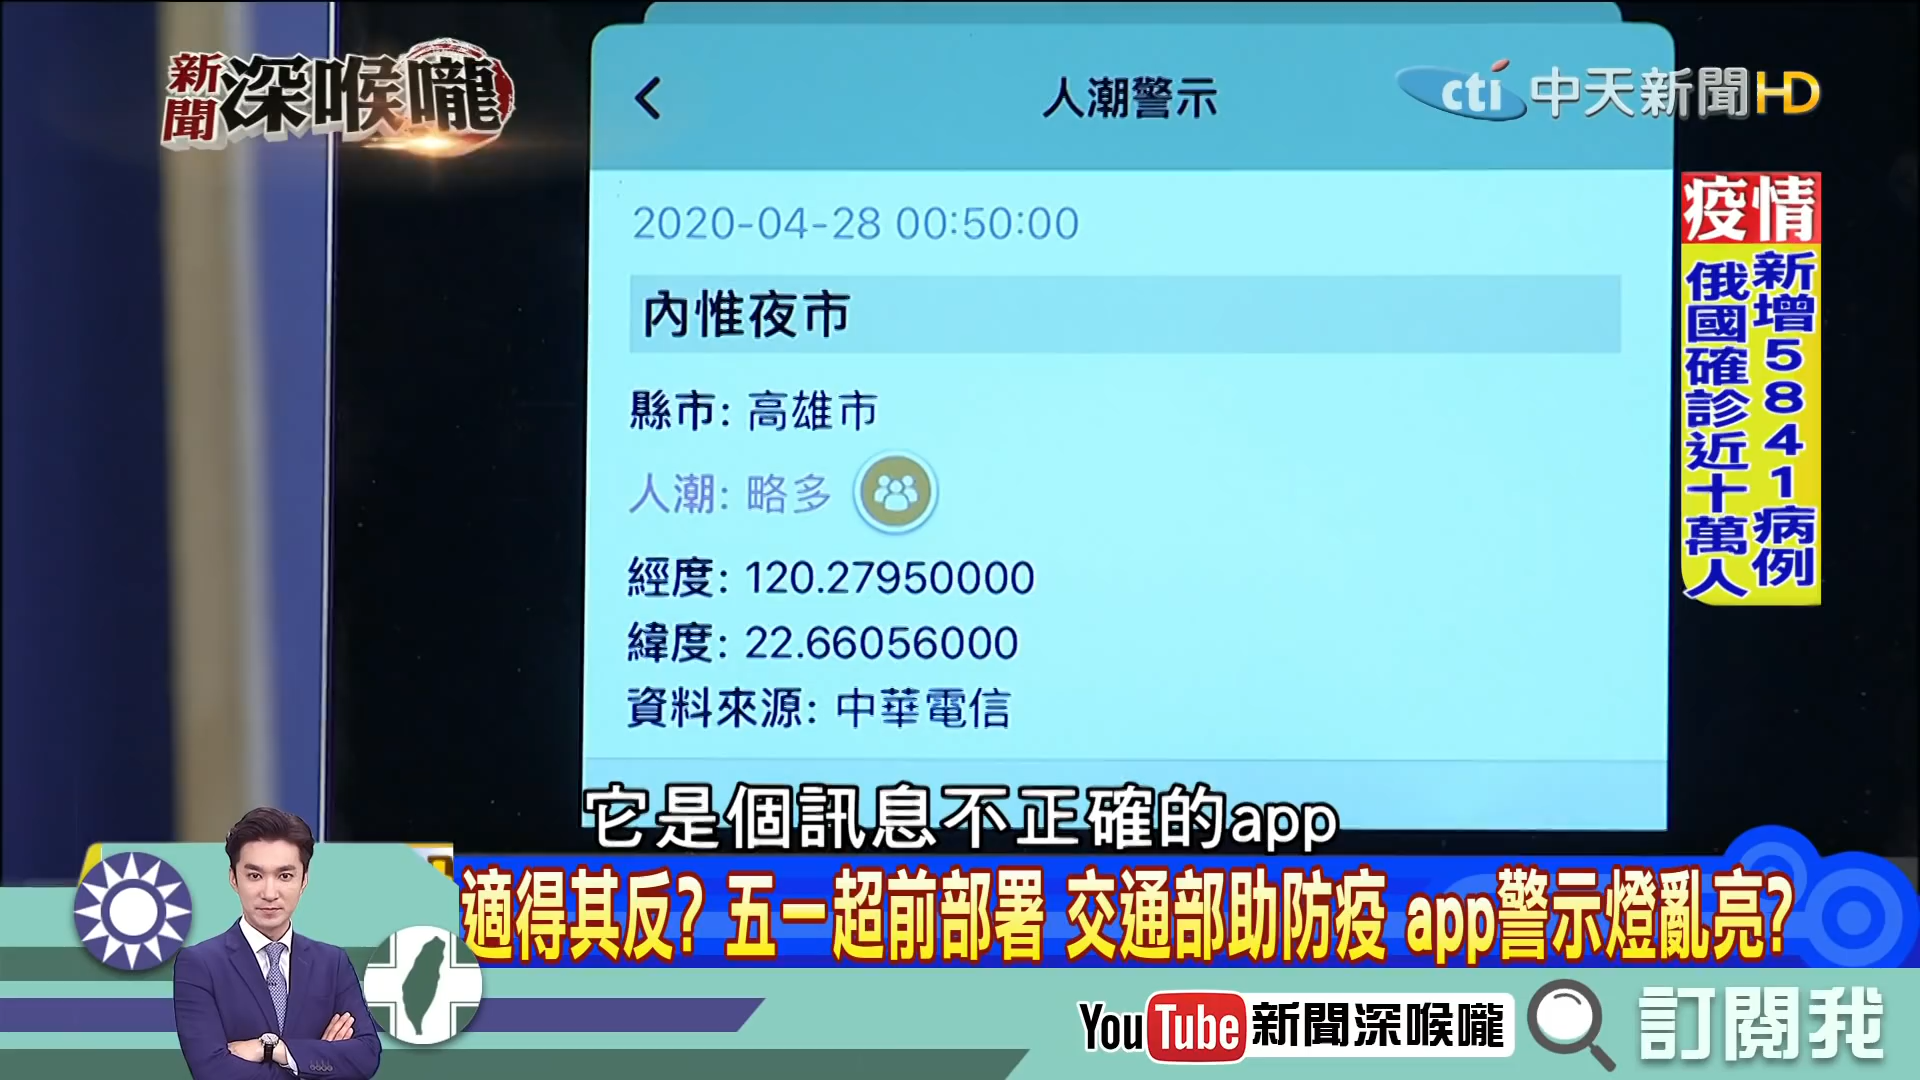 新聞深喉嚨
人潮警示
cti 中天新聞HD
2020-04-28 00:50:00
內惟夜市
縣市: 高雄市
人潮: 略多
經度: 120.27950000
緯度: 22.66056000
資料來源: 中華電信
疫情
新增5841病例
俄國確診近十萬人
它是個訊息不正確的app
適得其反? 五一超前部署 交通部助防疫 app警示燈亂亮?
YouTube 新聞深喉嚨
訂閱我